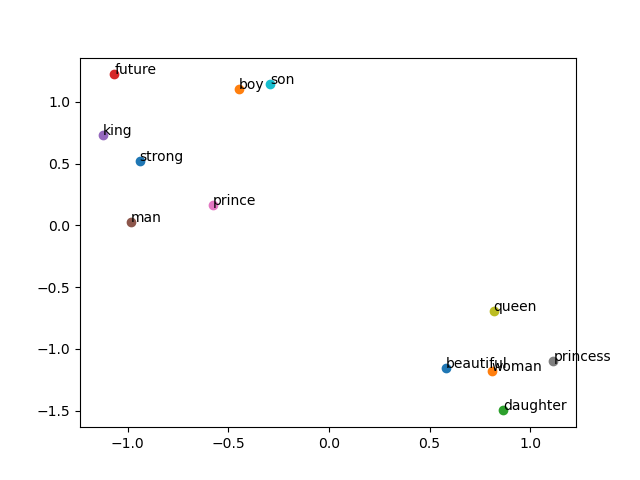 future
boy
son
king
strong
prince
man
queen
beautiful
woman
princess
daughter
1.0
0.5
0.0
−0.5
−1.0
−1.5
−1.0
−0.5
0.0
0.5
1.0